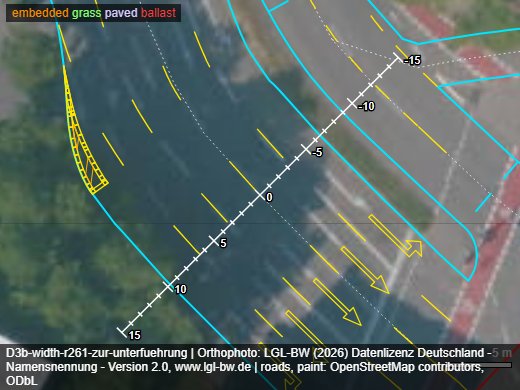 embedded grass paved ballast
-15
-10
-5
0
5
10
15
D3b-width-r261-zur-unterfuehrung | Orthophoto: LGL-BW (2026) Datenlizenz Deutschland -
5 m
Namensnennung - Version 2.0, www.lgl-bw.de | roads, paint: OpenStreetMap contributors,
ODbL